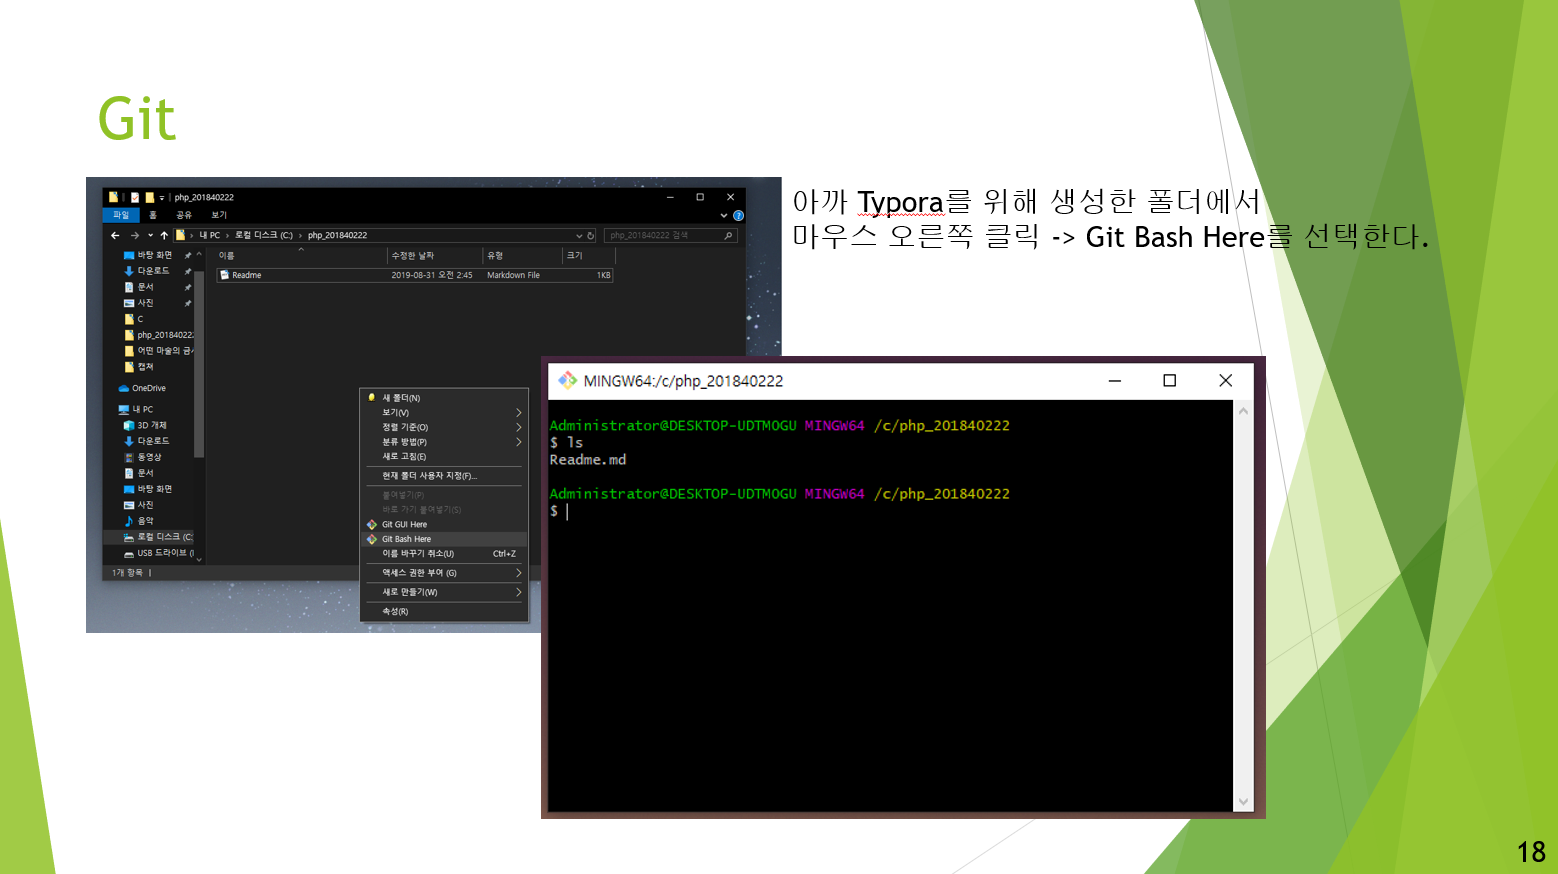 Git
php_201840222
파일
홈
공유
보기
내 PC › 로컬 디스크 (C:) › php_201840222
php_201840222 검색
이름
수정한 날짜
유형
크기
Readme
2019-08-31 오전 2:45
Markdown File
1KB
바탕 화면
다운로드
문서
사진
C
php_201840222
어떤 마술의 금서
캡쳐
OneDrive
내 PC
3D 개체
다운로드
동영상
문서
바탕 화면
사진
음악
로컬 디스크 (C:
USB 드라이브 (
1개 항목
새 폴더(N)
보기(V)
정렬 기준(O)
분류 방법(P)
새로 고침(E)
현재 폴더 사용자 지정(F)...
붙여넣기(P)
바로 가기 붙여넣기(S)
Git GUI Here
Git Bash Here
이름 바꾸기 취소(U) Ctrl+Z
액세스 권한 부여 (G)
새로 만들기(W)
속성(R)
아까 Typora를 위해 생성한 폴더에서
마우스 오른쪽 클릭 -> Git Bash Here를 선택한다.
MINGW64:/c/php_201840222
Administrator@DESKTOP-UDTMOGU MINGW64 /c/php_201840222
$ ls
Readme.md
Administrator@DESKTOP-UDTMOGU MINGW64 /c/php_201840222
$
18